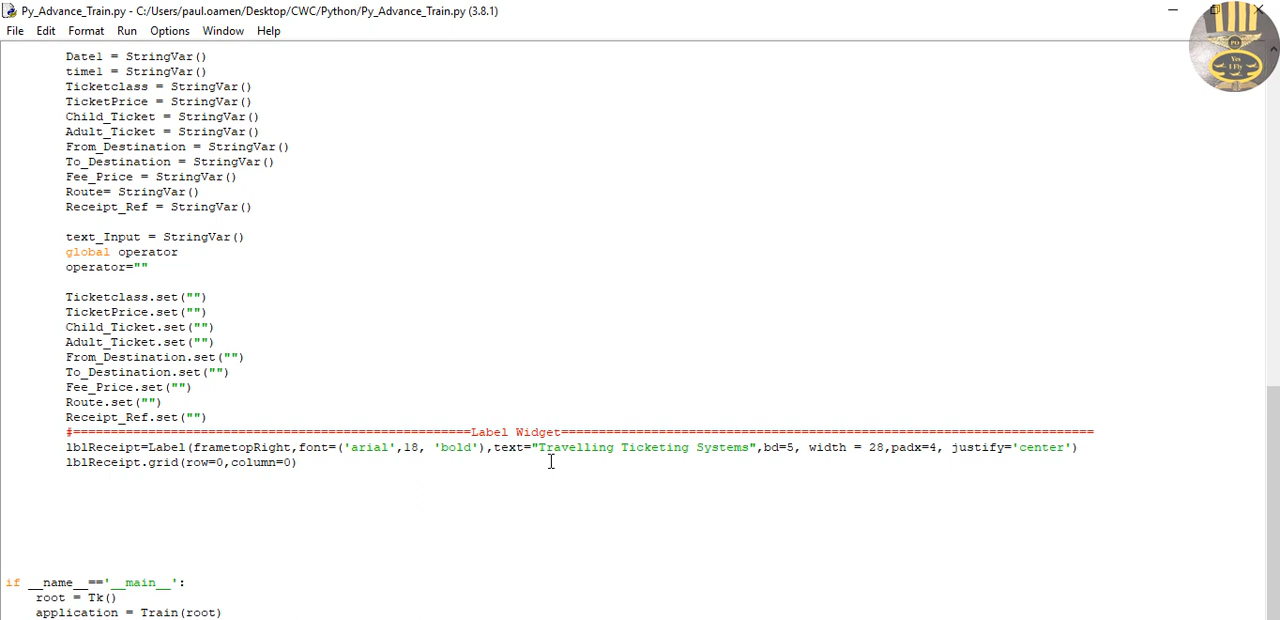 Py_Advance_Train.py - C:/Users/paul.oamen/Desktop/CWC/Python/Py_Advance_Train.py (3.8.1)
File Edit Format Run Options Window Help
PO
Yes
I Fly
Date1 = StringVar()
time1 = StringVar()
Ticketclass = StringVar()
TicketPrice = StringVar()
Child_Ticket = StringVar()
Adult_Ticket = StringVar()
From_Destination = StringVar()
To_Destination = StringVar()
Fee_Price = StringVar()
Route= StringVar()
Receipt_Ref = StringVar()
text_Input = StringVar()
global operator
operator=""
Ticketclass.set("")
TicketPrice.set("")
Child_Ticket.set("")
Adult_Ticket.set("")
From_Destination.set("")
To_Destination.set("")
Fee_Price.set("")
Route.set("")
Receipt_Ref.set("")
#=====================================================Label Widget=======================================================================
lblReceipt=Label(frametopRight,font=('arial',18, 'bold'),text="Travelling Ticketing Systems",bd=5, width = 28,padx=4, justify='center')
lblReceipt.grid(row=0,column=0)
if __name__=='__main__':
root = Tk()
application = Train(root)